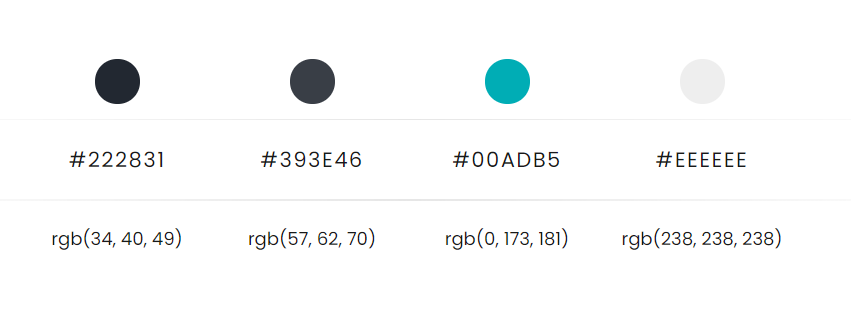 #222831 #393E46 #00ADB5 #EEEEEE
rgb(34, 40, 49) rgb(57, 62, 70) rgb(0, 173, 181) rgb(238, 238, 238)